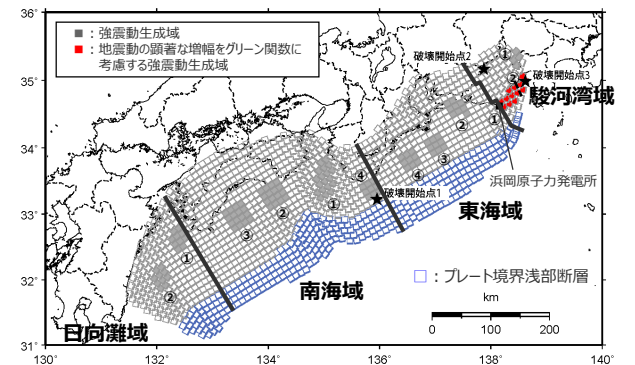 36°
35°
34°
33°
32°
31°
■ : 強震動生成域
■ : 地震動の顕著な増幅をグリーン関数に
考慮する強震動生成域
破壊開始点2
①
②
破壊開始点3
駿河湾域
②
①
浜岡原子力発電所
③
④
④
破壊開始点1
東海域
①
②
③
①
②
南海域
日向灘域
□ : プレート境界浅部断層
km
0 100 200
130° 132° 134° 136° 138° 140°